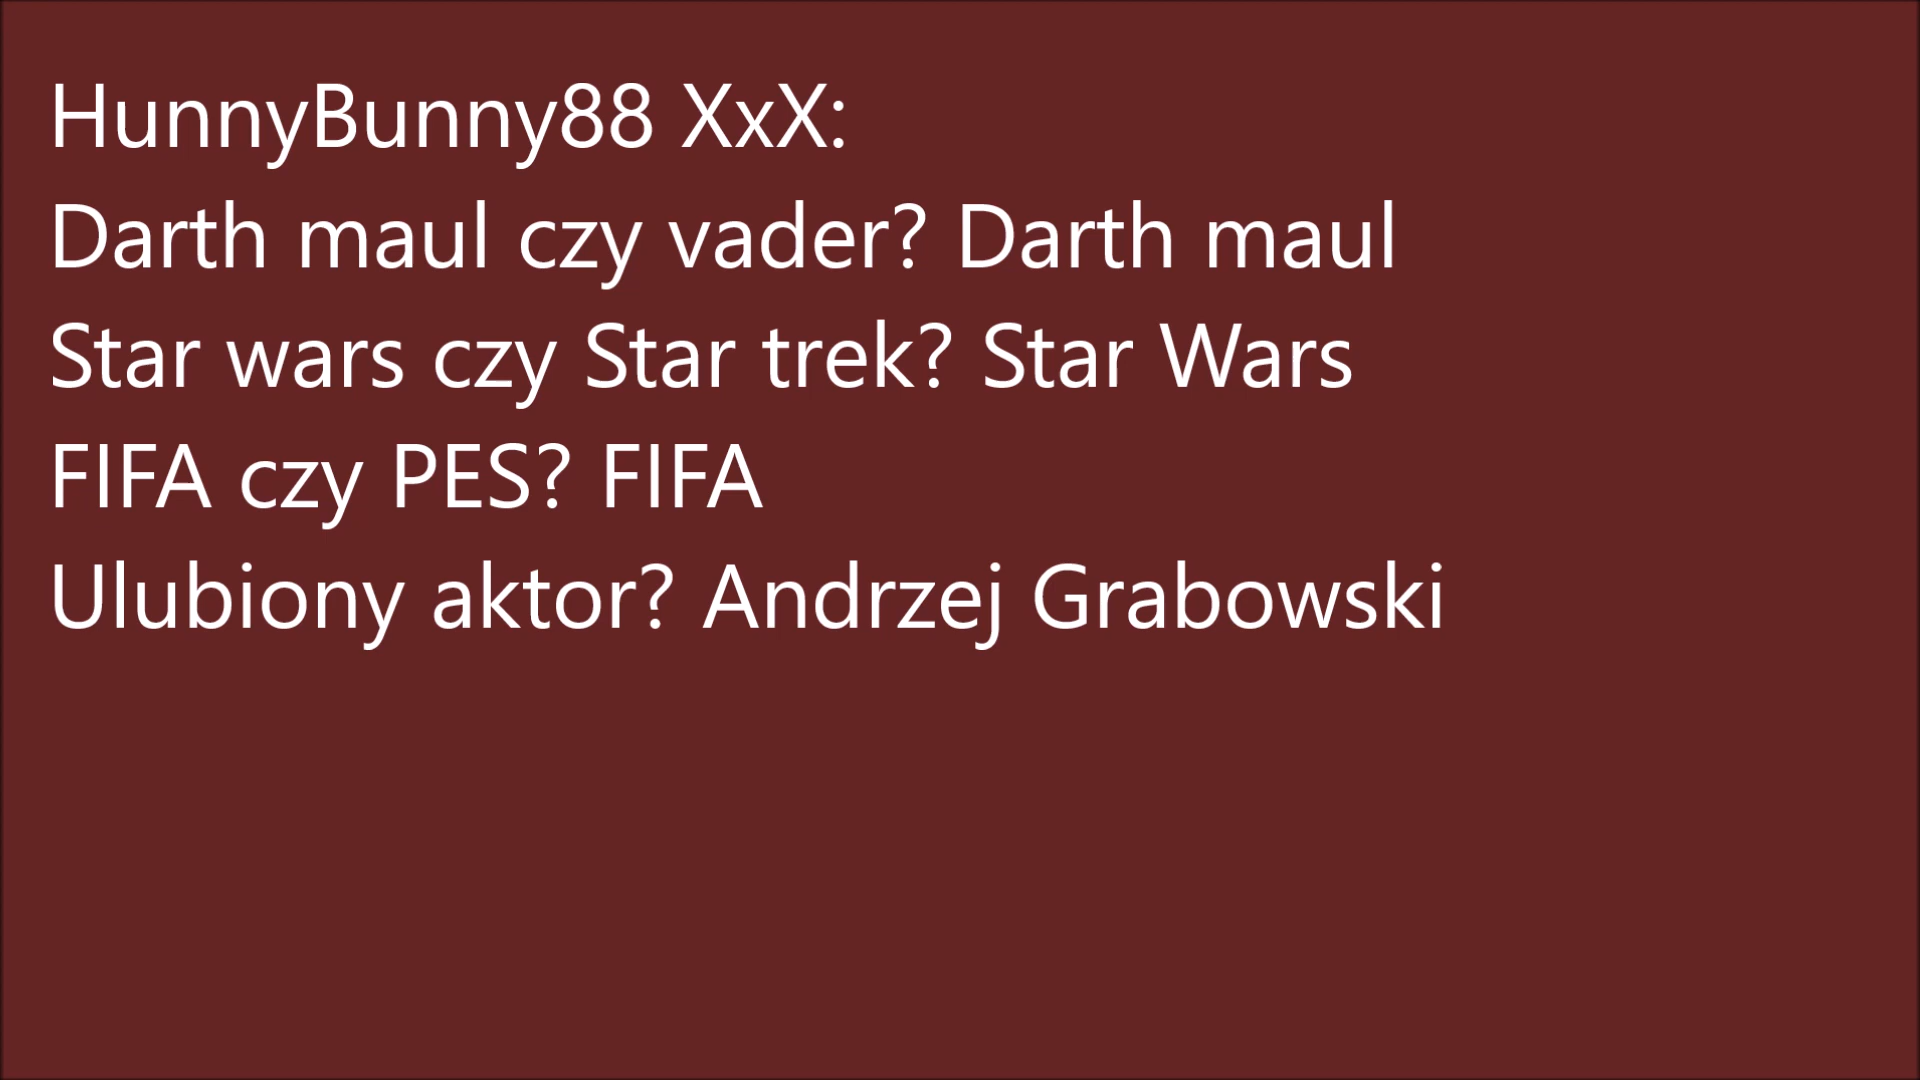 HunnyBunny88 XxX:
Darth maul czy vader? Darth maul
Star wars czy Star trek? Star Wars
FIFA czy PES? FIFA
Ulubiony aktor? Andrzej Grabowski